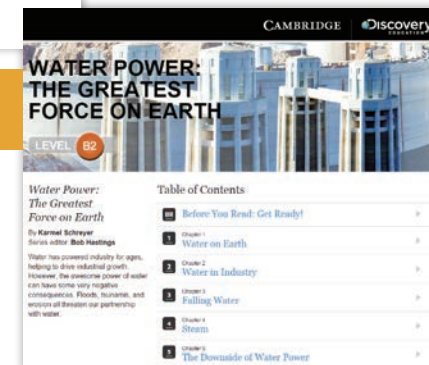 CAMBRIDGE
Discovery
EDUCATION
WATER POWER:
THE GREATEST
FORCE ON EARTH
LEVEL B2
Water Power:
The Greatest
Force on Earth
By Karmel Schreyer
Series editor Bob Hastings
Water has powered industry for ages,
helping to drive industrial growth.
However, the awesome power of water
can have some very negative
consequences. Floods, tsunamis, and
erosion all threaten our partnership
with water.
Table of Contents
BR Before You Read: Get Ready!
Chapter 1
1 Water on Earth
Chapter 2
2 Water in Industry
Chapter 3
3 Falling Water
Chapter 4
4 Steam
Chapter 5
5 The Downside of Water Power